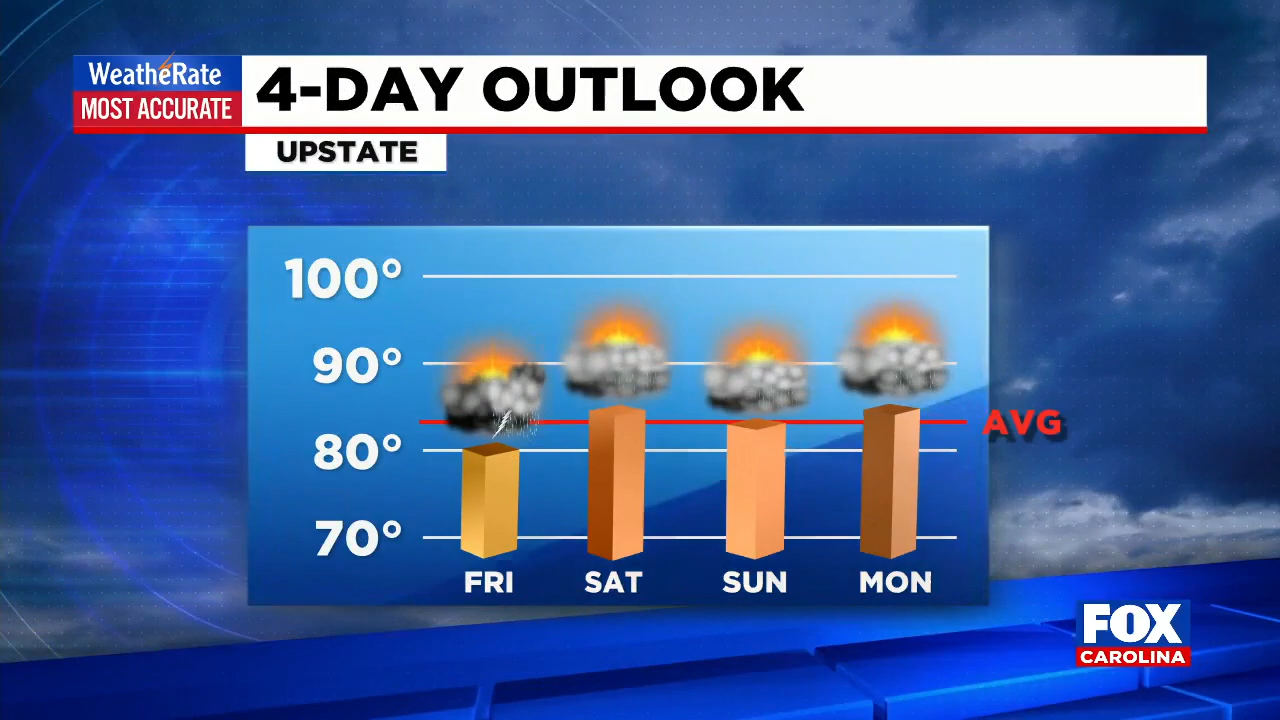 WeatheRate
MOST ACCURATE
4-DAY OUTLOOK
UPSTATE
100°
90°
80°
70°
AVG
FRI SAT SUN MON
FOX
CAROLINA